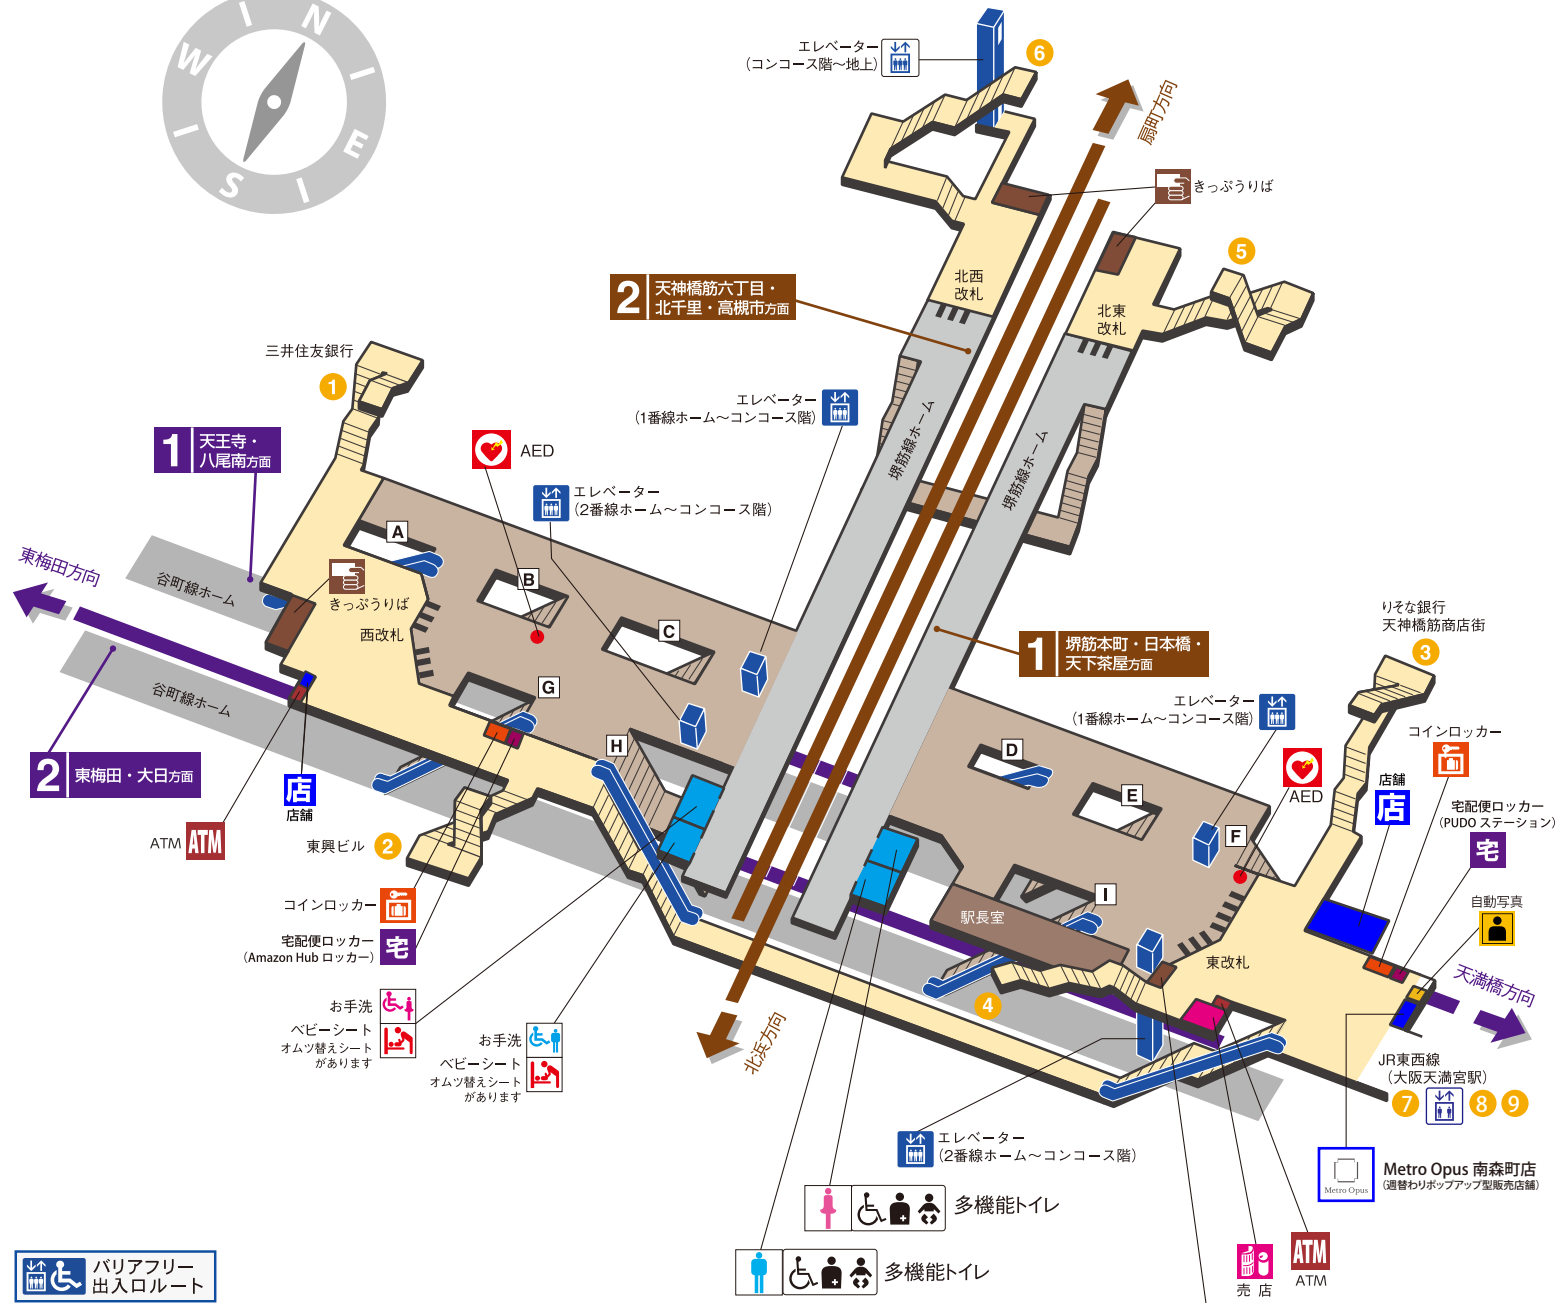 N
W
E
S
エレベーター
(コンコース階〜地上)
6
扇町方向
きっぷうりば
5
北西
改札
2
天神橋筋六丁目・
北千里・高槻市方面
北東
改札
三井住友銀行
1
エレベーター
(1番線ホーム〜コンコース階)
堺筋線ホーム
堺筋線ホーム
1
天王寺・
八尾南方面
AED
エレベーター
(2番線ホーム〜コンコース階)
A
東梅田方向
谷町線ホーム
きっぷうりば
西改札
B
C
G
りそな銀行
天神橋筋商店街
3
1
堺筋本町・日本橋・
天下茶屋方面
谷町線ホーム
エレベーター
(1番線ホーム〜コンコース階)
コインロッカー
H
D
2
東梅田・大日方面
店
店舗
AED
店舗
店
宅配便ロッカー
(PUDO ステーション)
宅
E
F
ATM
ATM
東興ビル
2
コインロッカー
宅配便ロッカー
(Amazon Hub ロッカー)
宅
I
駅長室
自動写真
東改札
天満橋方向
4
お手洗
ベビーシート
オムツ替えシート
があります
お手洗
ベビーシート
オムツ替えシート
があります
北浜方向
JR東西線
(大阪天満宮駅)
7
8
9
エレベーター
(2番線ホーム〜コンコース階)
Metro Opus
Metro Opus 南森町店
(週替わりポップアップ型販売店舗)
多機能トイレ
多機能トイレ
売店
ATM
ATM
バリアフリー
出入口ルート